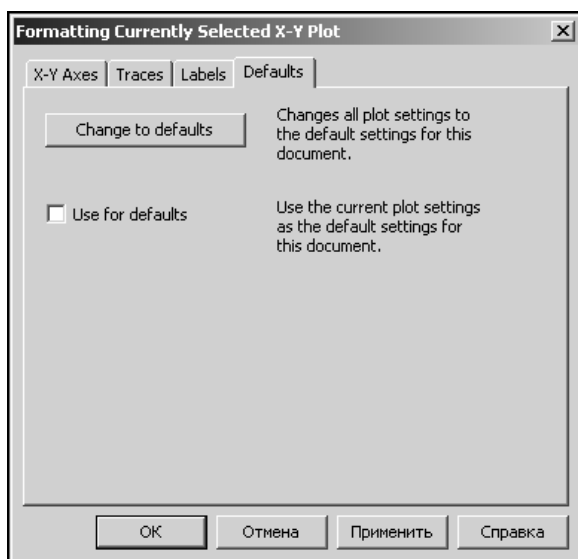 Formatting Currently Selected X-Y Plot
X-Y Axes Traces Labels Defaults
Change to defaults
Changes all plot settings to
the default settings for this
document.
Use for defaults
Use the current plot settings
as the default settings for
this document.
OK Отмена Применить Справка